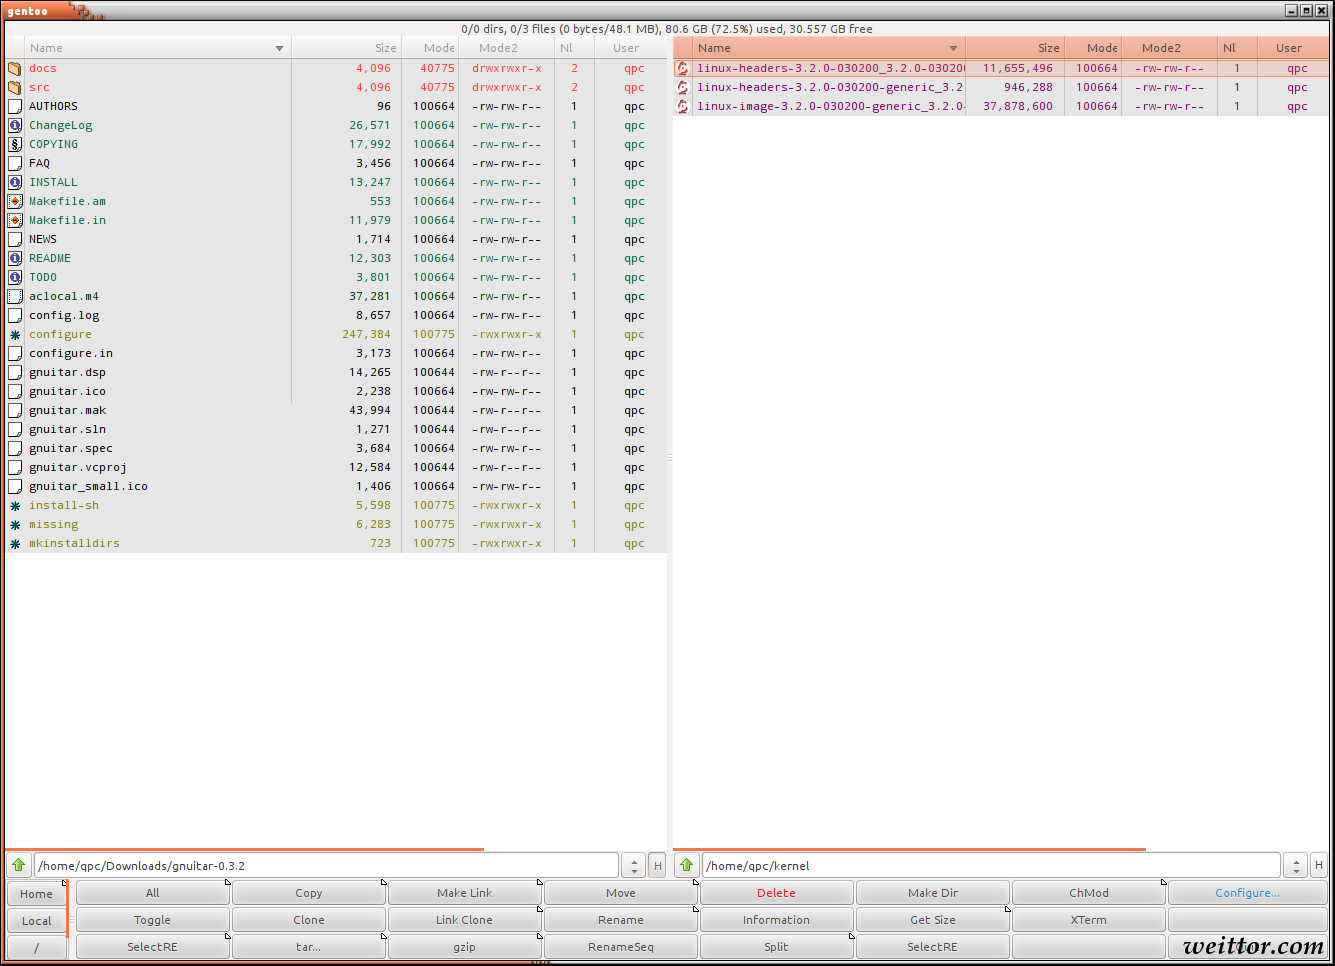 gentoo
0/0 dirs, 0/3 files (0 bytes/48.1 MB), 80.6 GB (72.5%) used, 30.557 GB free
Name Size Mode Mode2 Nl User
docs 4,096 40775 drwxrwxr-x 2 qpc
src 4,096 40775 drwxrwxr-x 2 qpc
AUTHORS 96 100664 -rw-rw-r-- 1 qpc
ChangeLog 26,571 100664 -rw-rw-r-- 1 qpc
COPYING 17,992 100664 -rw-rw-r-- 1 qpc
FAQ 3,456 100664 -rw-rw-r-- 1 qpc
INSTALL 13,247 100664 -rw-rw-r-- 1 qpc
Makefile.am 553 100664 -rw-rw-r-- 1 qpc
Makefile.in 11,979 100664 -rw-rw-r-- 1 qpc
NEWS 1,714 100664 -rw-rw-r-- 1 qpc
README 12,303 100664 -rw-rw-r-- 1 qpc
TODO 3,801 100664 -rw-rw-r-- 1 qpc
aclocal.m4 37,281 100664 -rw-rw-r-- 1 qpc
config.log 8,657 100664 -rw-rw-r-- 1 qpc
configure 247,384 100775 -rwxrwxr-x 1 qpc
configure.in 3,173 100664 -rw-rw-r-- 1 qpc
gnuitar.dsp 14,265 100644 -rw-r--r-- 1 qpc
gnuitar.ico 2,238 100664 -rw-rw-r-- 1 qpc
gnuitar.mak 43,994 100644 -rw-r--r-- 1 qpc
gnuitar.sln 1,271 100644 -rw-r--r-- 1 qpc
gnuitar.spec 3,684 100664 -rw-rw-r-- 1 qpc
gnuitar.vcproj 12,584 100644 -rw-r--r-- 1 qpc
gnuitar_small.ico 1,406 100664 -rw-rw-r-- 1 qpc
install-sh 5,598 100775 -rwxrwxr-x 1 qpc
missing 6,283 100775 -rwxrwxr-x 1 qpc
mkinstalldirs 723 100775 -rwxrwxr-x 1 qpc
Name Size Mode Mode2 Nl User
linux-headers-3.2.0-030200_3.2.0-030200 11,655,496 100664 -rw-rw-r-- 1 qpc
linux-headers-3.2.0-030200-generic_3.2 946,288 100664 -rw-rw-r-- 1 qpc
linux-image-3.2.0-030200-generic_3.2.0- 37,878,600 100664 -rw-rw-r-- 1 qpc
/home/qpc/Downloads/gnuitar-0.3.2 H
/home/qpc/kernel H
Home All Copy Make Link Move Delete Make Dir ChMod Configure...
Local Toggle Clone Link Clone Rename Information Get Size XTerm
/ SelectRE tar... gzip RenameSeq Split SelectRE
weittor.com